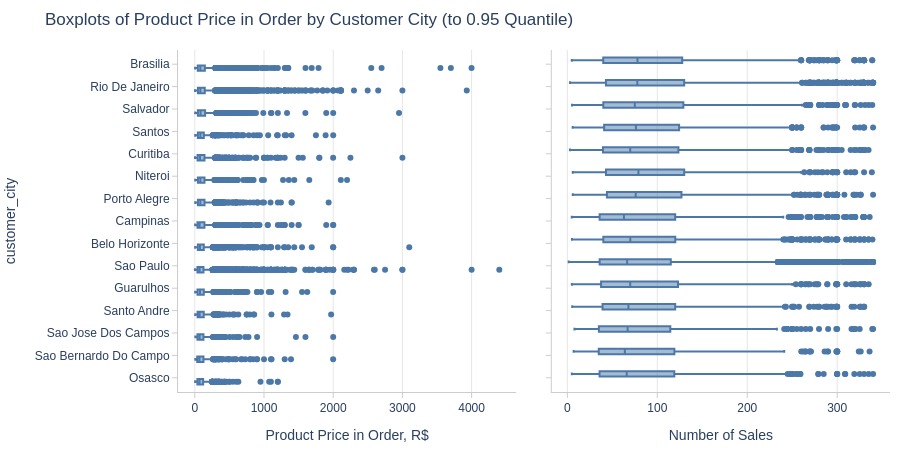 Boxplots of Product Price in Order by Customer City (to 0.95 Quantile)
customer_city
Brasilia
Rio De Janeiro
Salvador
Santos
Curitiba
Niteroi
Porto Alegre
Campinas
Belo Horizonte
Sao Paulo
Guarulhos
Santo Andre
Sao Jose Dos Campos
Sao Bernardo Do Campo
Osasco
0 1000 2000 3000 4000
Product Price in Order, R$
0 100 200 300
Number of Sales